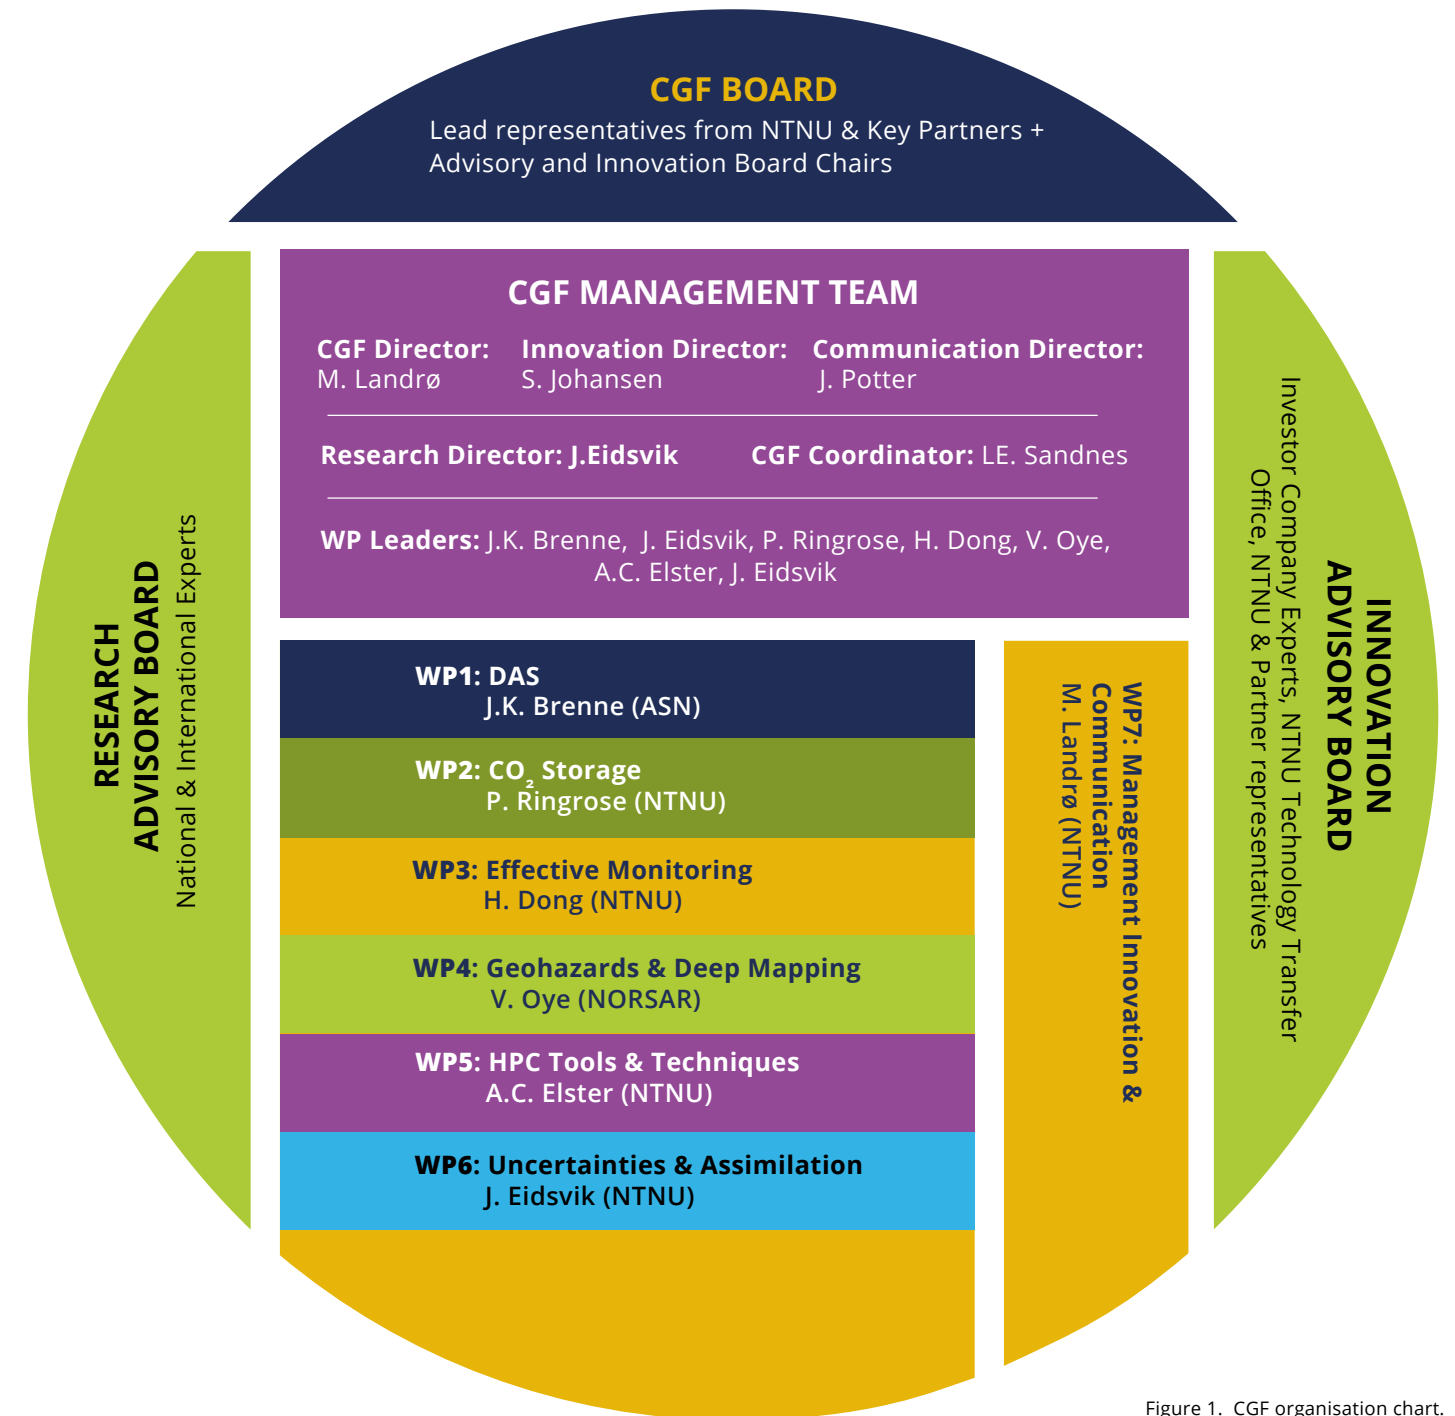 CGF BOARD
Lead representatives from NTNU & Key Partners +
Advisory and Innovation Board Chairs
CGF MANAGEMENT TEAM
CGF Director: Innovation Director: Communication Director:
M. Landrø S. Johansen J. Potter
Research Director: J.Eidsvik CGF Coordinator: LE. Sandnes
WP Leaders: J.K. Brenne, J. Eidsvik, P. Ringrose, H. Dong, V. Oye,
A.C. Elster, J. Eidsvik
RESEARCH
ADVISORY BOARD
National & International Experts
WP1: DAS
J.K. Brenne (ASN)
WP2: CO₂ Storage
P. Ringrose (NTNU)
WP3: Effective Monitoring
H. Dong (NTNU)
WP4: Geohazards & Deep Mapping
V. Oye (NORSAR)
WP5: HPC Tools & Techniques
A.C. Elster (NTNU)
WP6: Uncertainties & Assimilation
J. Eidsvik (NTNU)
WP7: Management Innovation &
Communication
M. Landrø (NTNU)
INNOVATION
ADVISORY BOARD
Investor Company Experts, NTNU Technology Transfer
Office, NTNU & Partner representatives
Figure 1. CGF organisation chart.